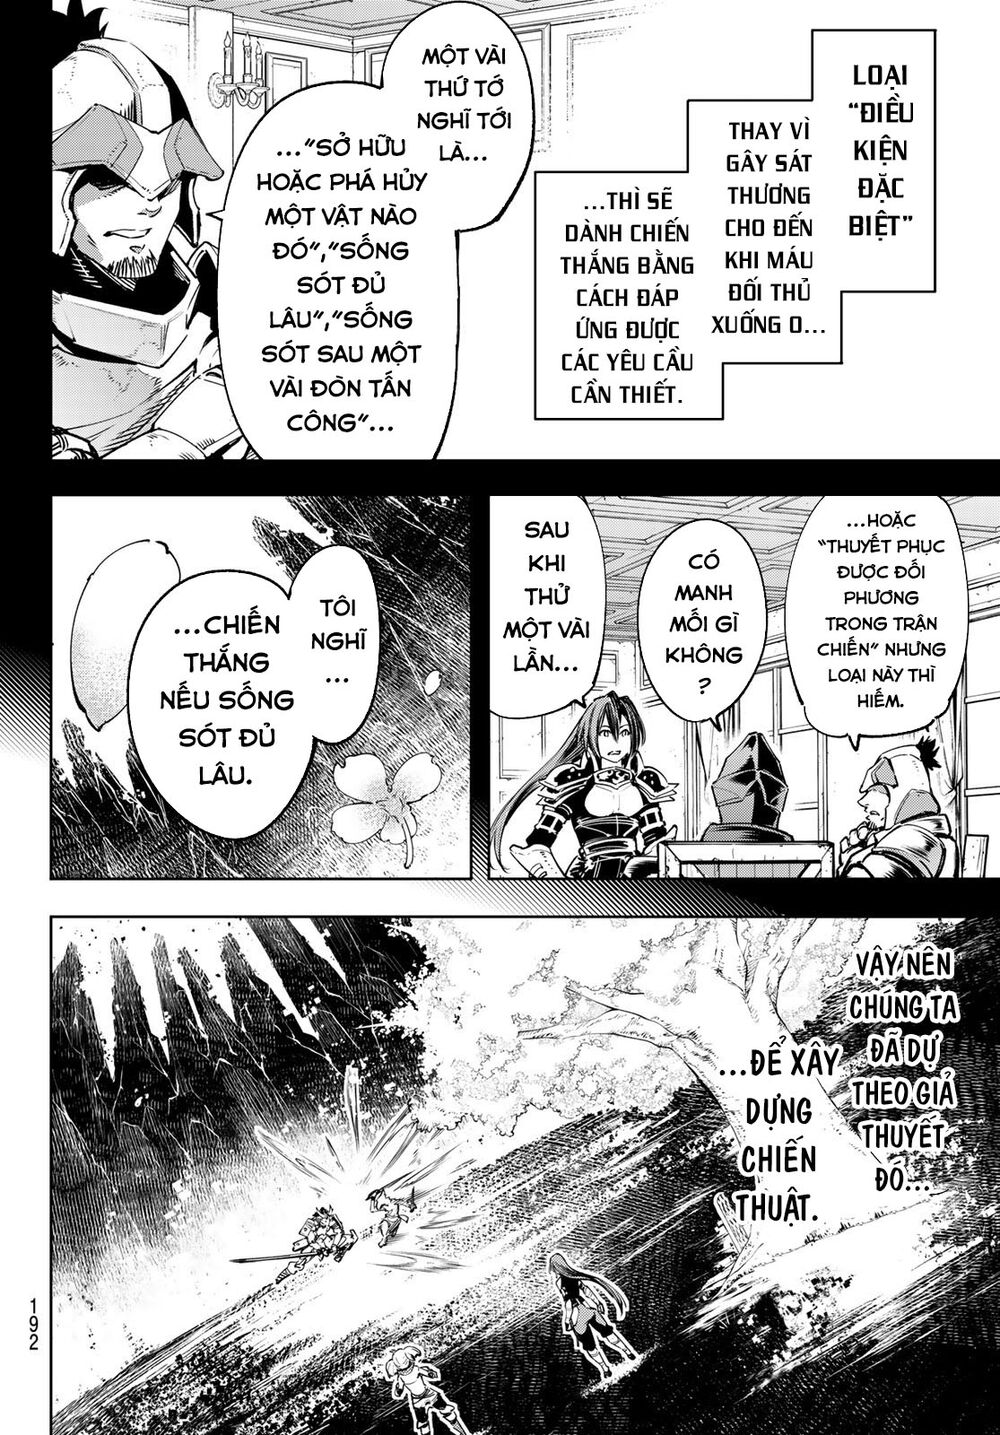 LOẠI
“ĐIỀU
KIỆN
ĐẶC
BIỆT”
THAY VÌ
GÂY SÁT
THƯƠNG
CHO ĐẾN
KHI MÁU
ĐỐI THỦ
XUỐNG 0...
...THÌ SẼ
DÀNH CHIẾN
THẮNG BẰNG
CÁCH ĐÁP
ỨNG ĐƯỢC
CÁC YÊU CẦU
CẦN THIẾT.
MỘT VÀI
THỨ TỚ
NGHĨ TỚI
LÀ...
...“SỞ HỮU
HOẶC PHÁ HỦY
MỘT VẬT NÀO
ĐÓ”,“SỐNG
SÓT ĐỦ
LÂU”,“SỐNG
SÓT SAU MỘT
VÀI ĐÒN TẤN
CÔNG”...
...HOẶC
“THUYẾT PHỤC
ĐƯỢC ĐỐI
PHƯƠNG
TRONG TRẬN
CHIẾN” NHƯNG
LOẠI NÀY THÌ
HIẾM.
CÓ
MANH
MỐI GÌ
KHÔNG
?
SAU
KHI
THỬ
MỘT VÀI
LẦN...
TÔI
NGHĨ
...
...CHIẾN
THẮNG
NẾU SỐNG
SÓT ĐỦ
LÂU.
VẬY NÊN
CHÚNG TA
ĐÃ DỰ
THEO GIẢ
THUYẾT
ĐÓ...
...ĐỂ XÂY
DỰNG
CHIẾN
THUẬT.
192